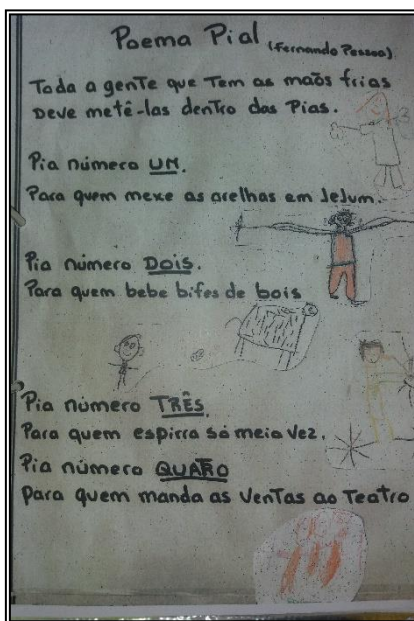 Poema Pial (Fernando Pessoa)
Toda a gente que Tem as maõs frias
Deve metê-las dentro das Pias.
Pia número UM.
Para quem mexe as orelhas em Jejum.
Pia número DOIS.
Para quem bebe bifes de bois
Pia número TRÊS.
Para quem espirra só meia vez.
Pia número QUATRO
Para quem manda as ventas ao Teatro